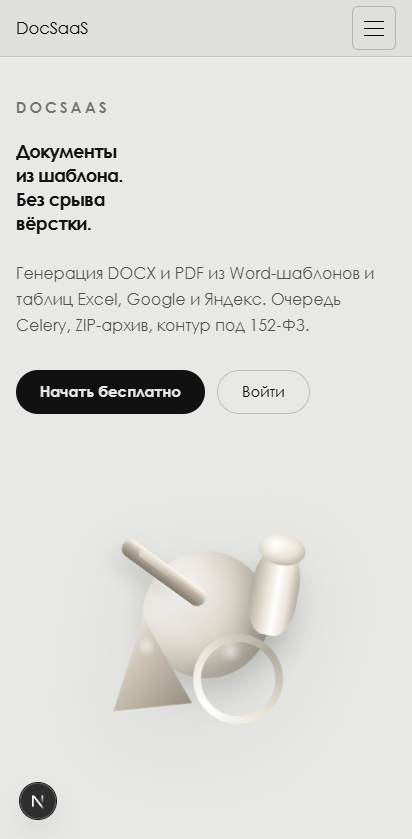 DocSaaS
DOCSAAS
Документы
из шаблона.
Без срыва
вёрстки.
Генерация DOCX и PDF из Word-шаблонов и
таблиц Excel, Google и Яндекс. Очередь
Celery, ZIP-архив, контур под 152-ФЗ.
Начать бесплатно
Войти
N